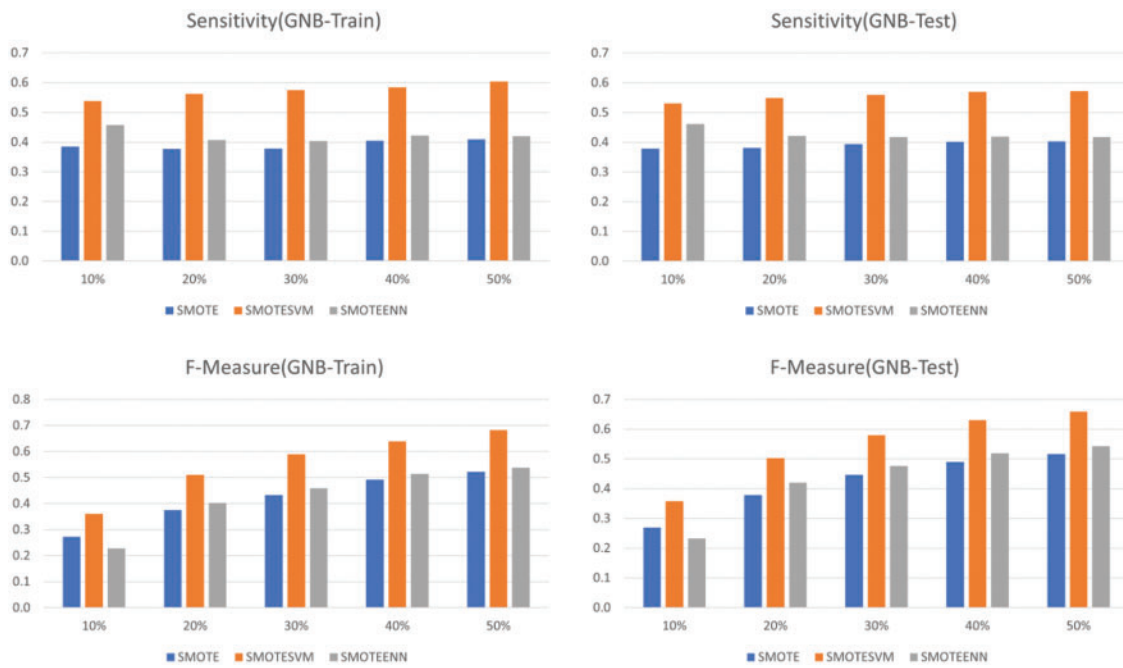 Sensitivity(GNB-Train)
0.7
0.6
0.5
0.4
0.3
0.2
0.1
0.0
10% 20% 30% 40% 50%
SMOTE SMOTESVM SMOTEENN
Sensitivity(GNB-Test)
0.7
0.6
0.5
0.4
0.3
0.2
0.1
0.0
10% 20% 30% 40% 50%
SMOTE SMOTESVM SMOTEENN
F-Measure(GNB-Train)
0.8
0.7
0.6
0.5
0.4
0.3
0.2
0.1
0.0
10% 20% 30% 40% 50%
SMOTE SMOTESVM SMOTEENN
F-Measure(GNB-Test)
0.7
0.6
0.5
0.4
0.3
0.2
0.1
0.0
10% 20% 30% 40% 50%
SMOTE SMOTESVM SMOTEENN